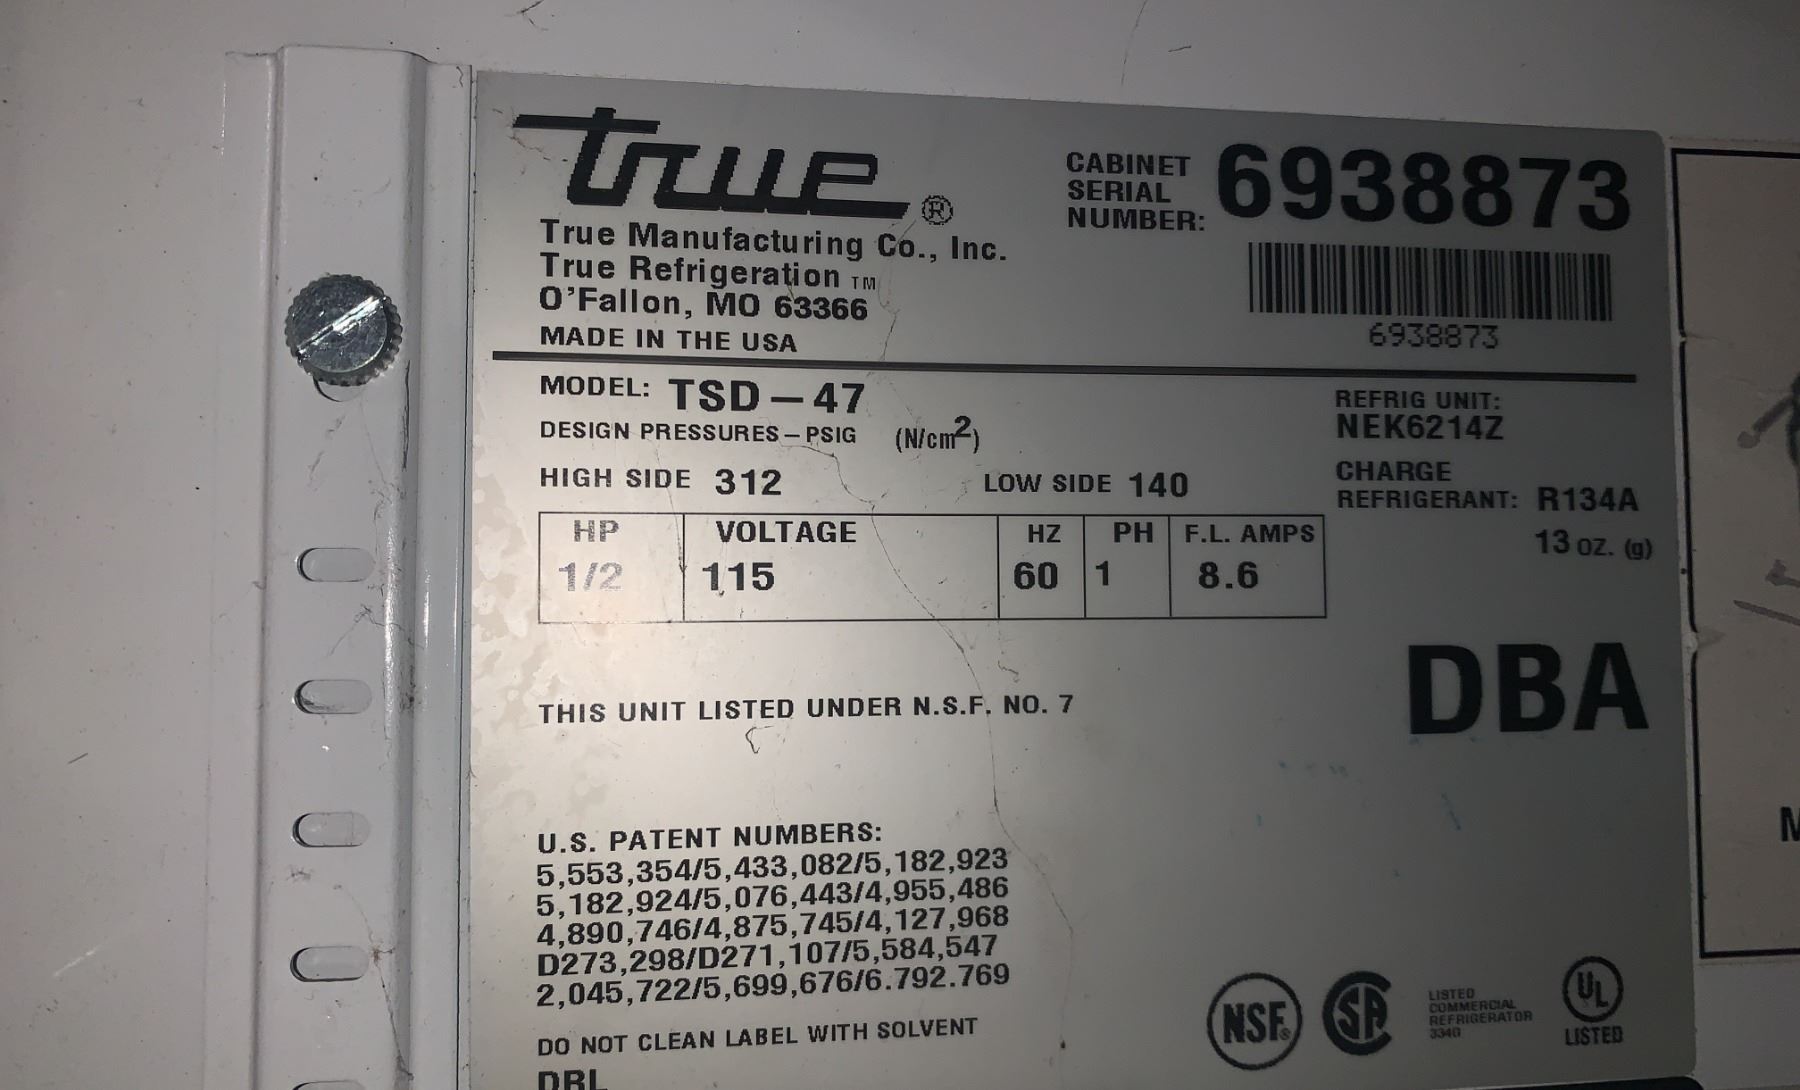 true®
True Manufacturing Co., Inc.
True Refrigeration TM
O'Fallon, MO 63366
MADE IN THE USA
CABINET
SERIAL
NUMBER: 6938873
6938873
MODEL: TSD-47
DESIGN PRESSURES-PSIG (N/cm²)
HIGH SIDE 312 LOW SIDE 140
REFRIG UNIT:
NEK6214Z
CHARGE
REFRIGERANT: R134A
13 OZ. (g)
HP VOLTAGE HZ PH F.L. AMPS
1/2 115 60 1 8.6
DBA
THIS UNIT LISTED UNDER N.S.F. NO. 7
U.S. PATENT NUMBERS:
5,553,354/5,433,082/5,182,923
5,182,924/5,076,443/4,955,486
4,890,746/4,875,745/4,127,968
D273,298/D271,107/5,584,547
2,045,722/5,699,676/6.792.769
DO NOT CLEAN LABEL WITH SOLVENT
DRL
NSF®
SA
LISTED
COMMERCIAL
REFRIGERATOR
3340
UL
LISTED